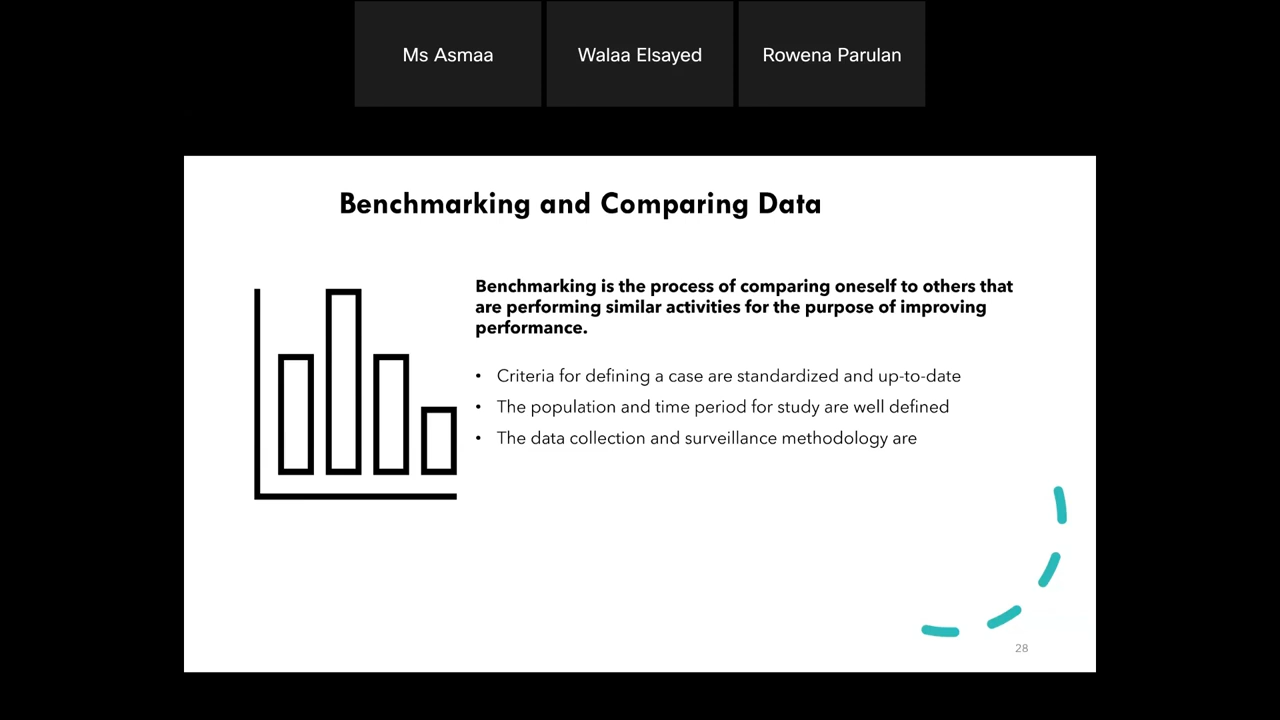 Ms Asmaa
Walaa Elsayed
Rowena Parulan
Benchmarking and Comparing Data
Benchmarking is the process of comparing oneself to others that
are performing similar activities for the purpose of improving
performance.
• Criteria for defining a case are standardized and up-to-date
• The population and time period for study are well defined
• The data collection and surveillance methodology are
28